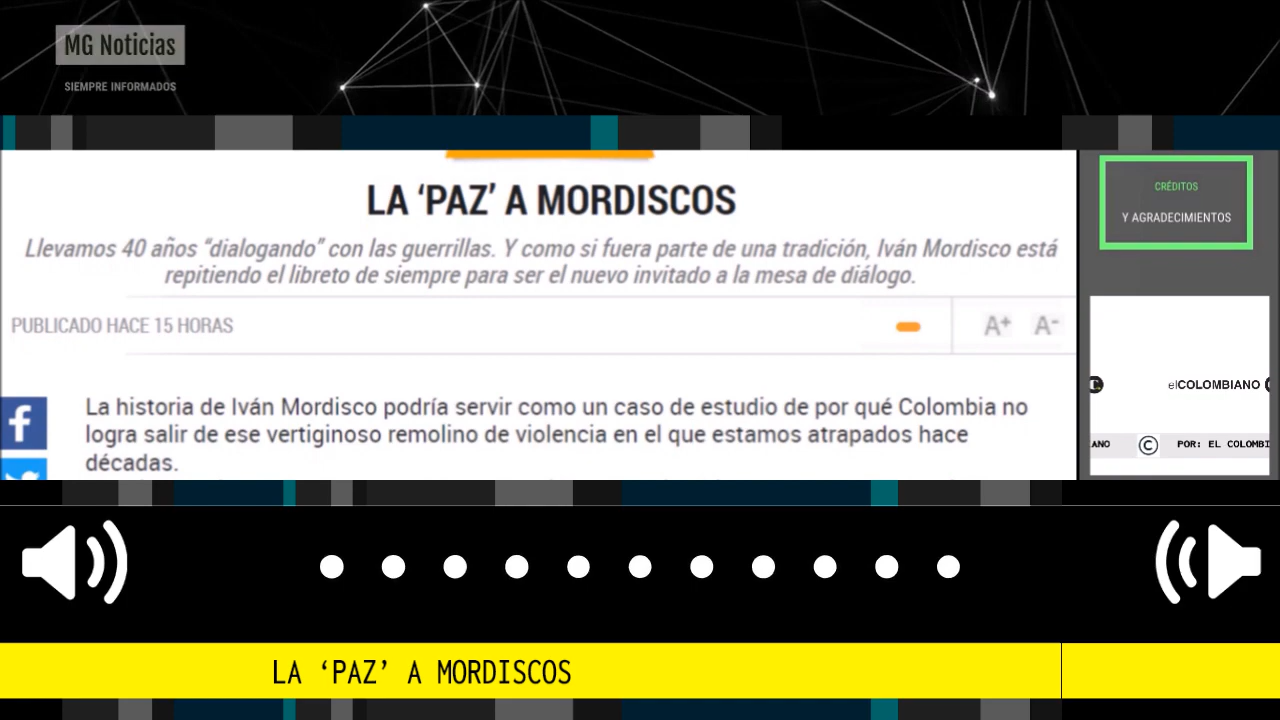 MG Noticias
SIEMPRE INFORMADOS
LA ‘PAZ’ A MORDISCOS
Llevamos 40 años “dialogando” con las guerrillas. Y como si fuera parte de una tradición, Iván Mordisco está
repitiendo el libreto de siempre para ser el nuevo invitado a la mesa de diálogo.
PUBLICADO HACE 15 HORAS
A+ A-
La historia de Iván Mordisco podría servir como un caso de estudio de por qué Colombia no
logra salir de ese vertiginoso remolino de violencia en el que estamos atrapados hace
décadas.
CRÉDITOS
Y AGRADECIMIENTOS
elCOLOMBIANO
ANO © POR: EL COLOMBI
LA ‘PAZ’ A MORDISCOS